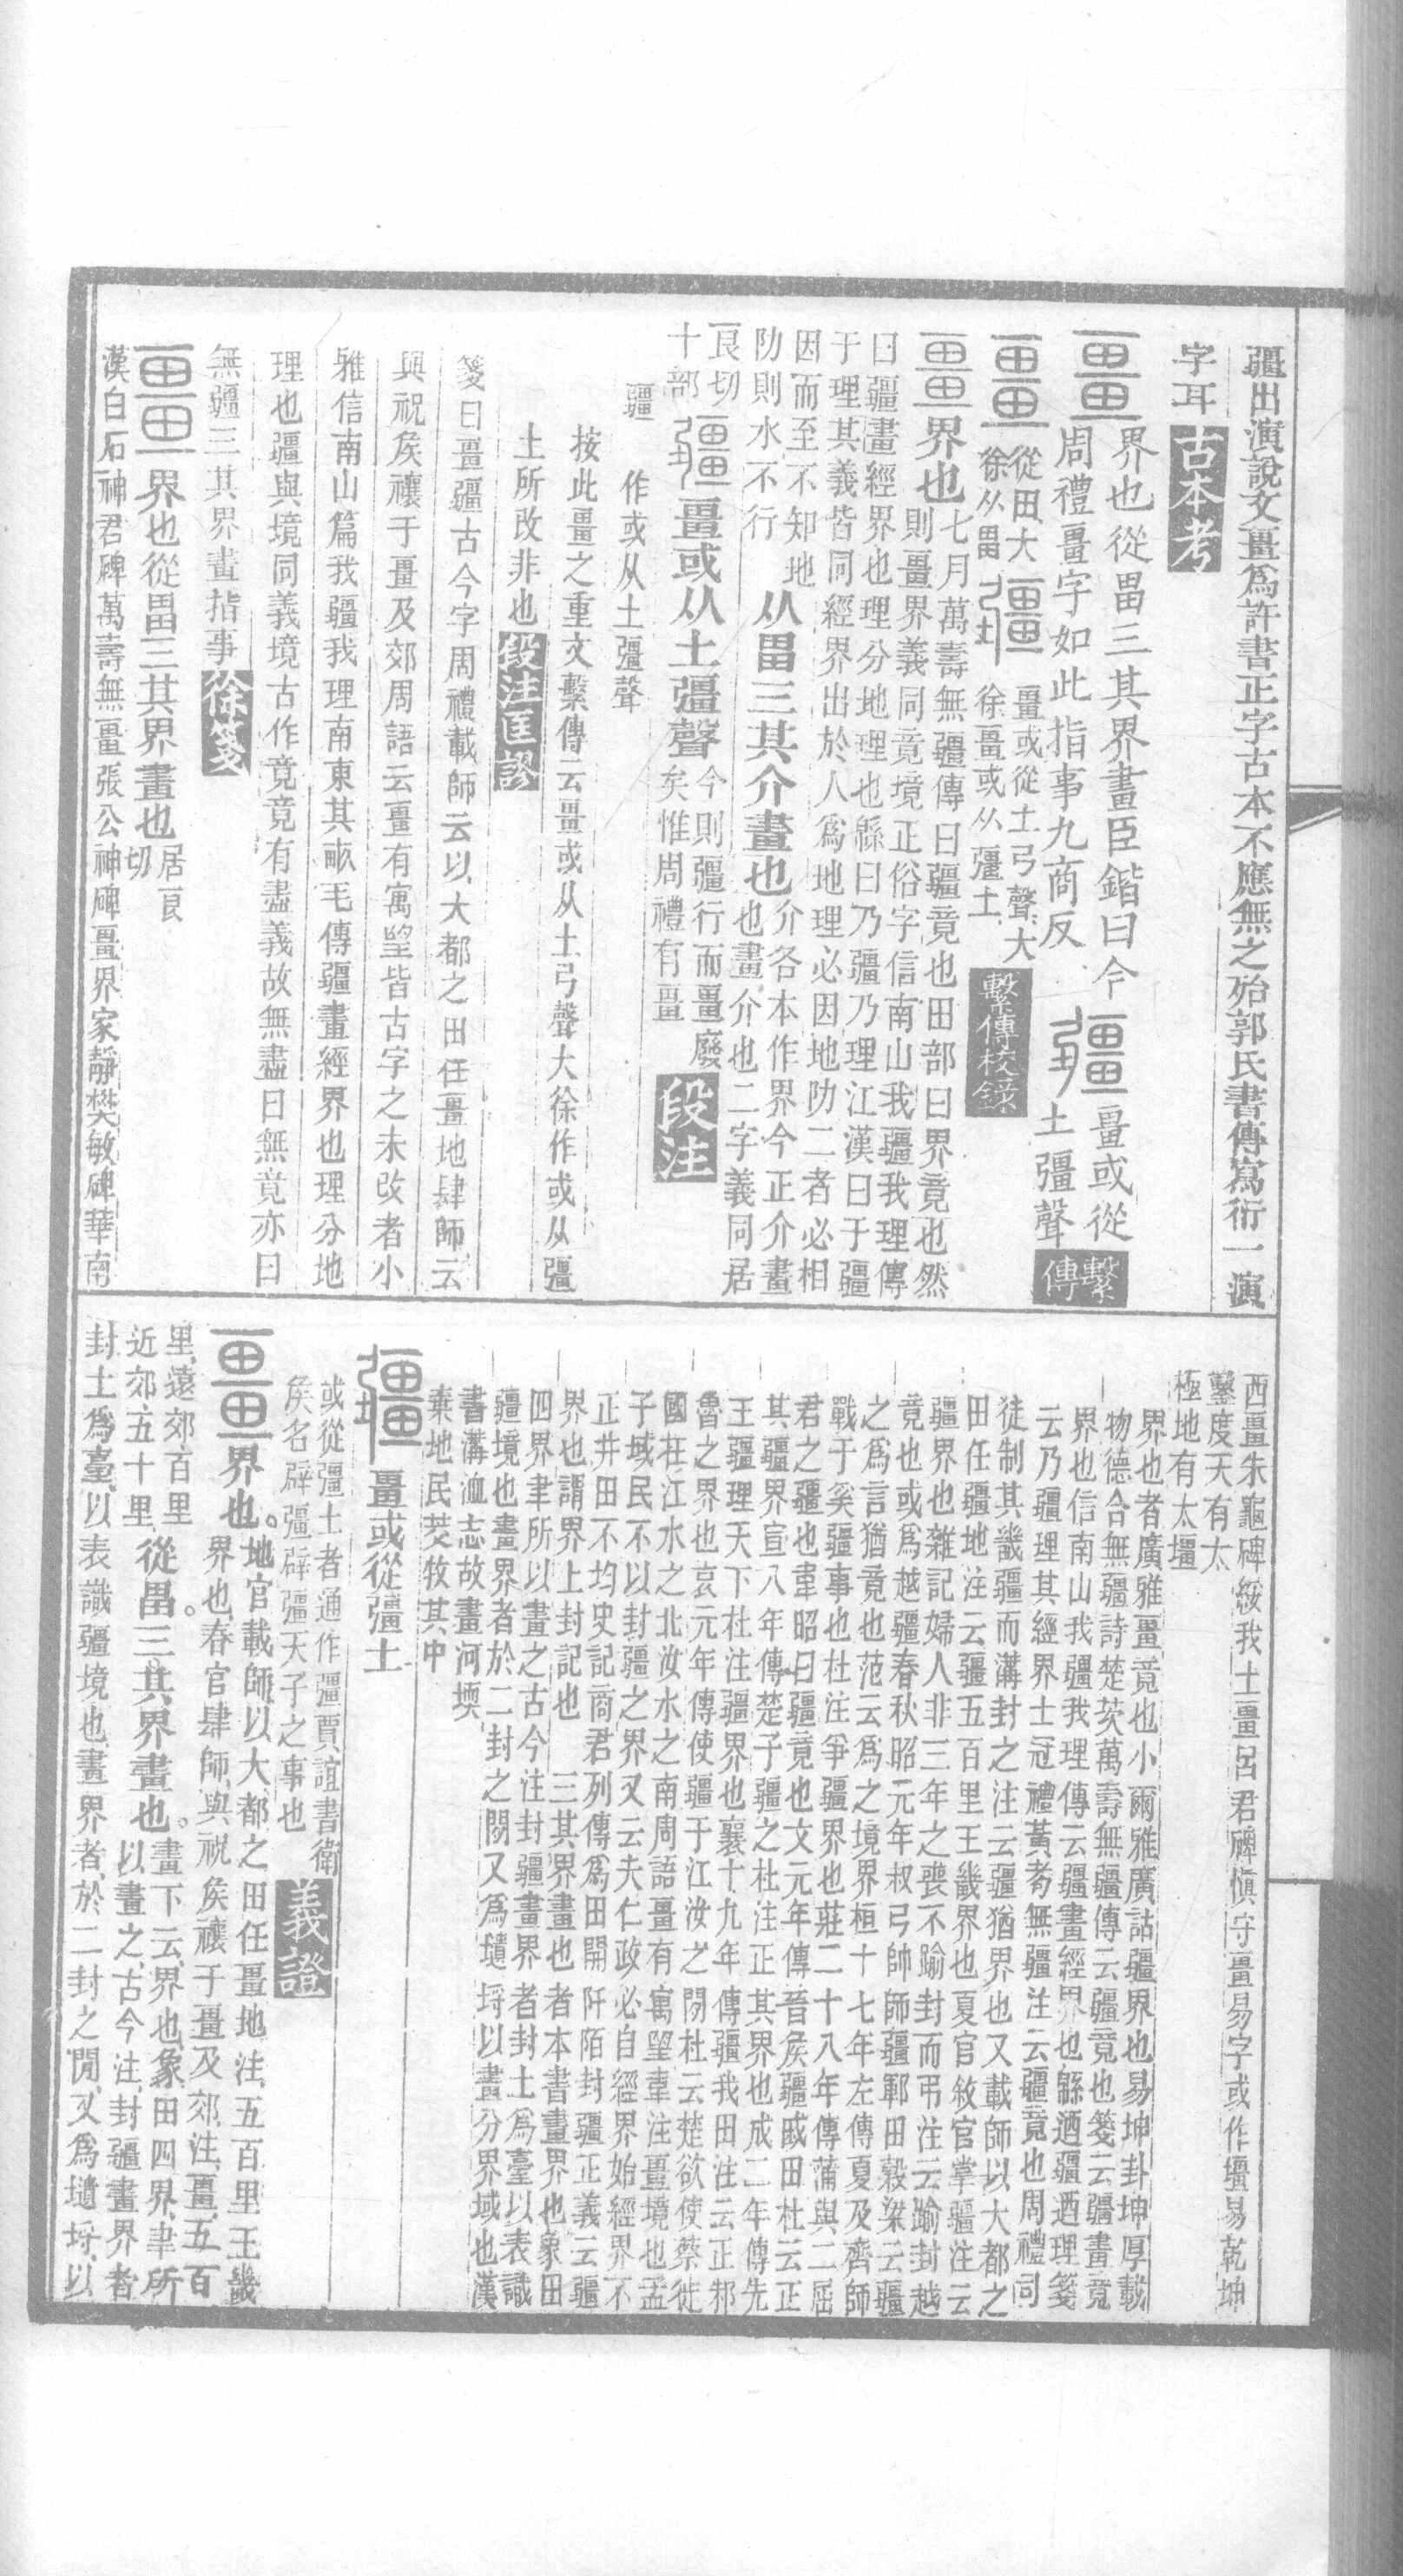 疆出演說文畺爲許書正字古本不應無之殆郭氏書傳寫衍一演
字耳古本考
畺界也從畕三其界畫臣鍇曰今
周禮畺字如此指事九商反
疆畺或從
土彊聲繫傳
畺從田大
徐从畕
疆畺或從土弓聲大
徐畺或从彊土
繫傳校錄
畺界也七月萬壽無疆傳曰疆竟也田部曰界竟也然
則畺界義同竟境正俗字信南山我疆我理傳
曰疆畫經界也理分地理也緜曰乃疆乃理江漢曰于疆
于理其義皆同經界出於人爲地理必因地阞二者必相
因而至不知地
阞則水不行
从畕三其介畫也介各本作界今正介畫
也畫介也二字義同居
良切
十部
疆畺或从土彊聲今則疆行而畺廢
矣惟周禮有畺
段注
疆
作或从土彊聲
按此畺之重文繫傳云畺或从土弓聲大徐作或从彊
土所改非也段注匡謬
箋曰畺疆古今字周禮載師云以大都之田任畺地肆師云
與祝矦禳于畺及郊周語云畺有寓望皆古字之未改者小
雅信南山篇我疆我理南東其畝毛傳疆畫經界也理分地
理也疆與境同義境古作竟竟有盡義故無盡曰無竟亦曰
無疆三其界畫指事徐箋
畺界也從畕三其界畫也居良
切
漢白石神君碑萬壽無畺張公神碑畺界家靜樊敏碑華南
西畺朱龜碑綏我土畺呂君碑愼守畺易字或作壃易乾坤
鑿度天有太
極地有太壃
界也者廣雅畺竟也小爾雅廣詁疆界也易坤卦坤厚載
物德合無疆詩楚茨萬壽無疆傳云疆竟也箋云疆畫竟
界也信南山我疆我理傳云疆畫經界也緜迺疆迺理箋
云乃疆理其經界士冠禮黃耉無疆注云疆竟也周禮司
徒制其畿疆而溝封之注云疆猶界也又載師以大都之
田任疆地注云疆五百里王畿界也夏官敘官掌疆注云
疆界也雜記婦人非三年之喪不踰封而弔注云踰封越
竟也或爲越疆春秋昭元年叔弓帥師疆鄆田穀梁云疆
之爲言猶竟也范云爲之境界桓十七年左傳夏及齊師
戰于奚疆事也杜注爭疆界也莊二十八年傳蒲與二屈
君之疆也韋昭曰疆竟也文元年傳晉矦疆戚田杜云正
其疆界宣八年傳楚子疆之杜注正其界也成二年傳先
王疆理天下杜注疆界也襄十九年傳疆我田注云正邾
魯之界也哀元年傳使疆于江汝之閒杜云楚欲使蔡徙
國在江水之北汝水之南周語畺有寓望韋注畺境也孟
子域民不以封疆之界又云夫仁政必自經界始經界不
正井田不均史記商君列傳爲田開阡陌封疆正義云疆
界也謂界上封記也　三其界畫也者本書畫界也象田
四界聿所以畫之古今注封疆畫界者封土爲臺以表識
疆境也畫界者於二封之閒又爲壝埒以畫分界域也漢
書溝洫志故畫河堧
棄地民茭牧其中
疆畺或從彊土
或從彊土者通作彊賈誼書衛
矦名辟彊辟彊天子之事也義證
畺界也。地官載師以大都之田任畺地注五百里王畿
界也春官肆師與祝矦禳于畺及郊注畺五百
里遠郊百里
近郊五十里
從畕。三其界畫也。畫下云界也象田四界聿所
以畫之古今注封疆畫界者
封土爲臺以表識疆境也畫界者於二封之閒又爲壝埒以